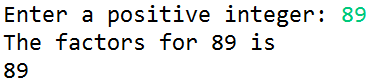 Enter a positive integer: 89
The factors for 89 is
89